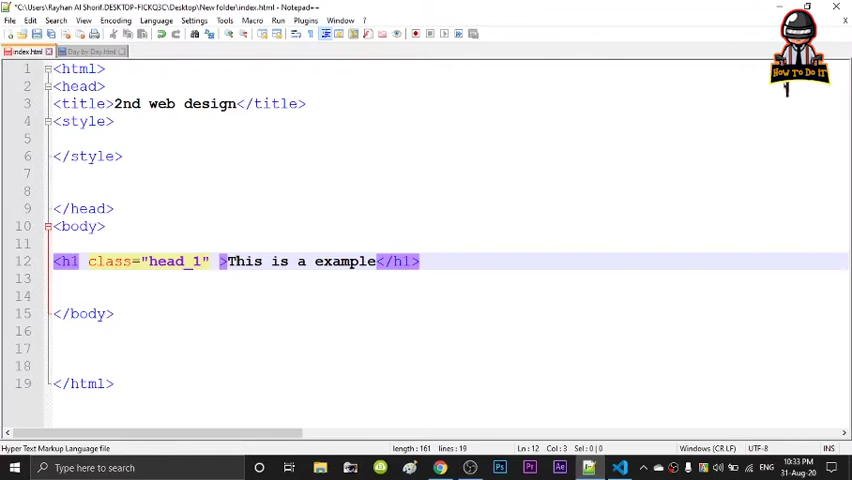 *C:\Users\Rayhan Al Shorif.DESKTOP-FICKQ3C\Desktop\New folder\index.html - Notepad++
File Edit Search View Encoding Language Settings Tools Macro Run Plugins Window ?
X
index.html Day by Day.html
HOW TO DO IT
1 <html>
2 <head>
3 <title>2nd web design</title>
4 <style>
5
6 </style>
7
8
9 </head>
10 <body>
11
12 <h1 class="head_1" >This is a example</h1>
13
14
15 </body>
16
17
18
19 </html>
Hyper Text Markup Language file length : 161 lines : 19 Ln : 12 Col : 3 Sel : 0 | 0 Windows (CR LF) UTF-8 INS
Type here to search Ps Pr Ae ENG 10:33 PM
31-Aug-20